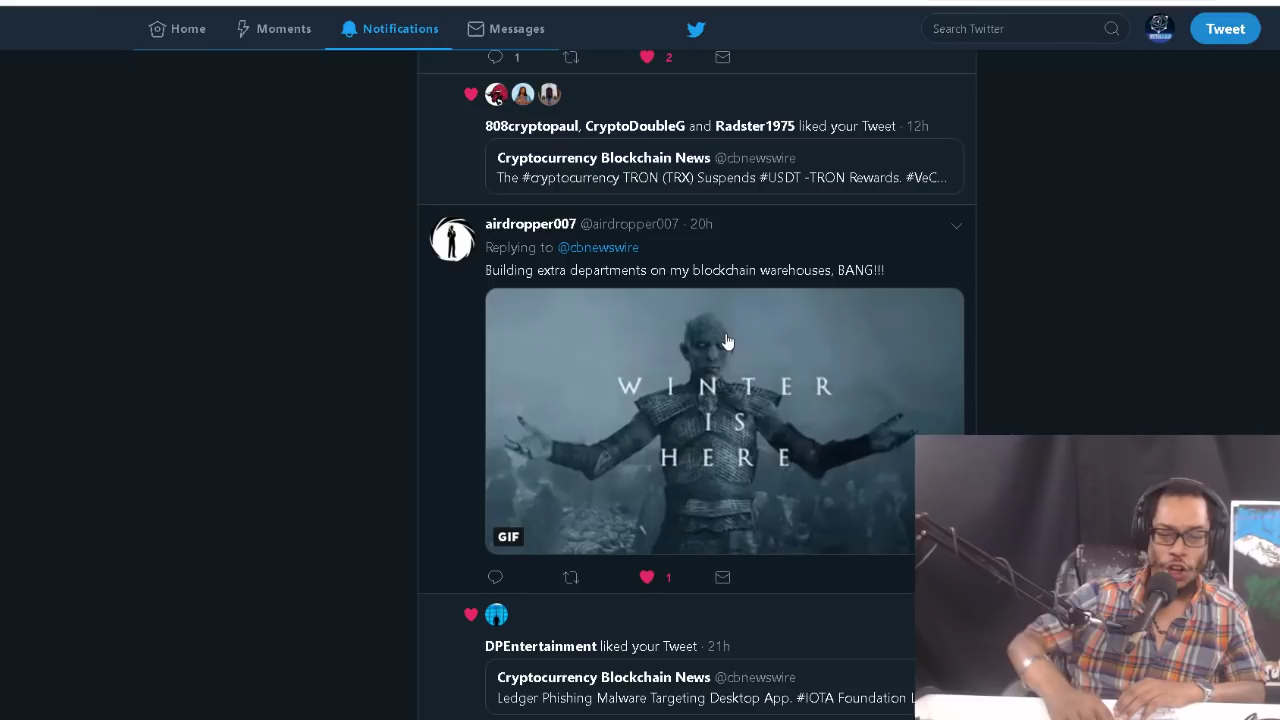 Home
Moments
Notifications
Messages
Search Twitter
Tweet
1
2
808cryptopaul, CryptoDoubleG and Radster1975 liked your Tweet · 12h
Cryptocurrency Blockchain News @cbnewswire
The #cryptocurrency TRON (TRX) Suspends #USDT -TRON Rewards. #VeC...
airdropper007 @airdropper007 · 20h
Replying to @cbnewswire
Building extra departments on my blockchain warehouses, BANG!!!
WINTER
IS
HERE
GIF
1
DPEntertainment liked your Tweet · 21h
Cryptocurrency Blockchain News @cbnewswire
Ledger Phishing Malware Targeting Desktop App. #IOTA Foundation L